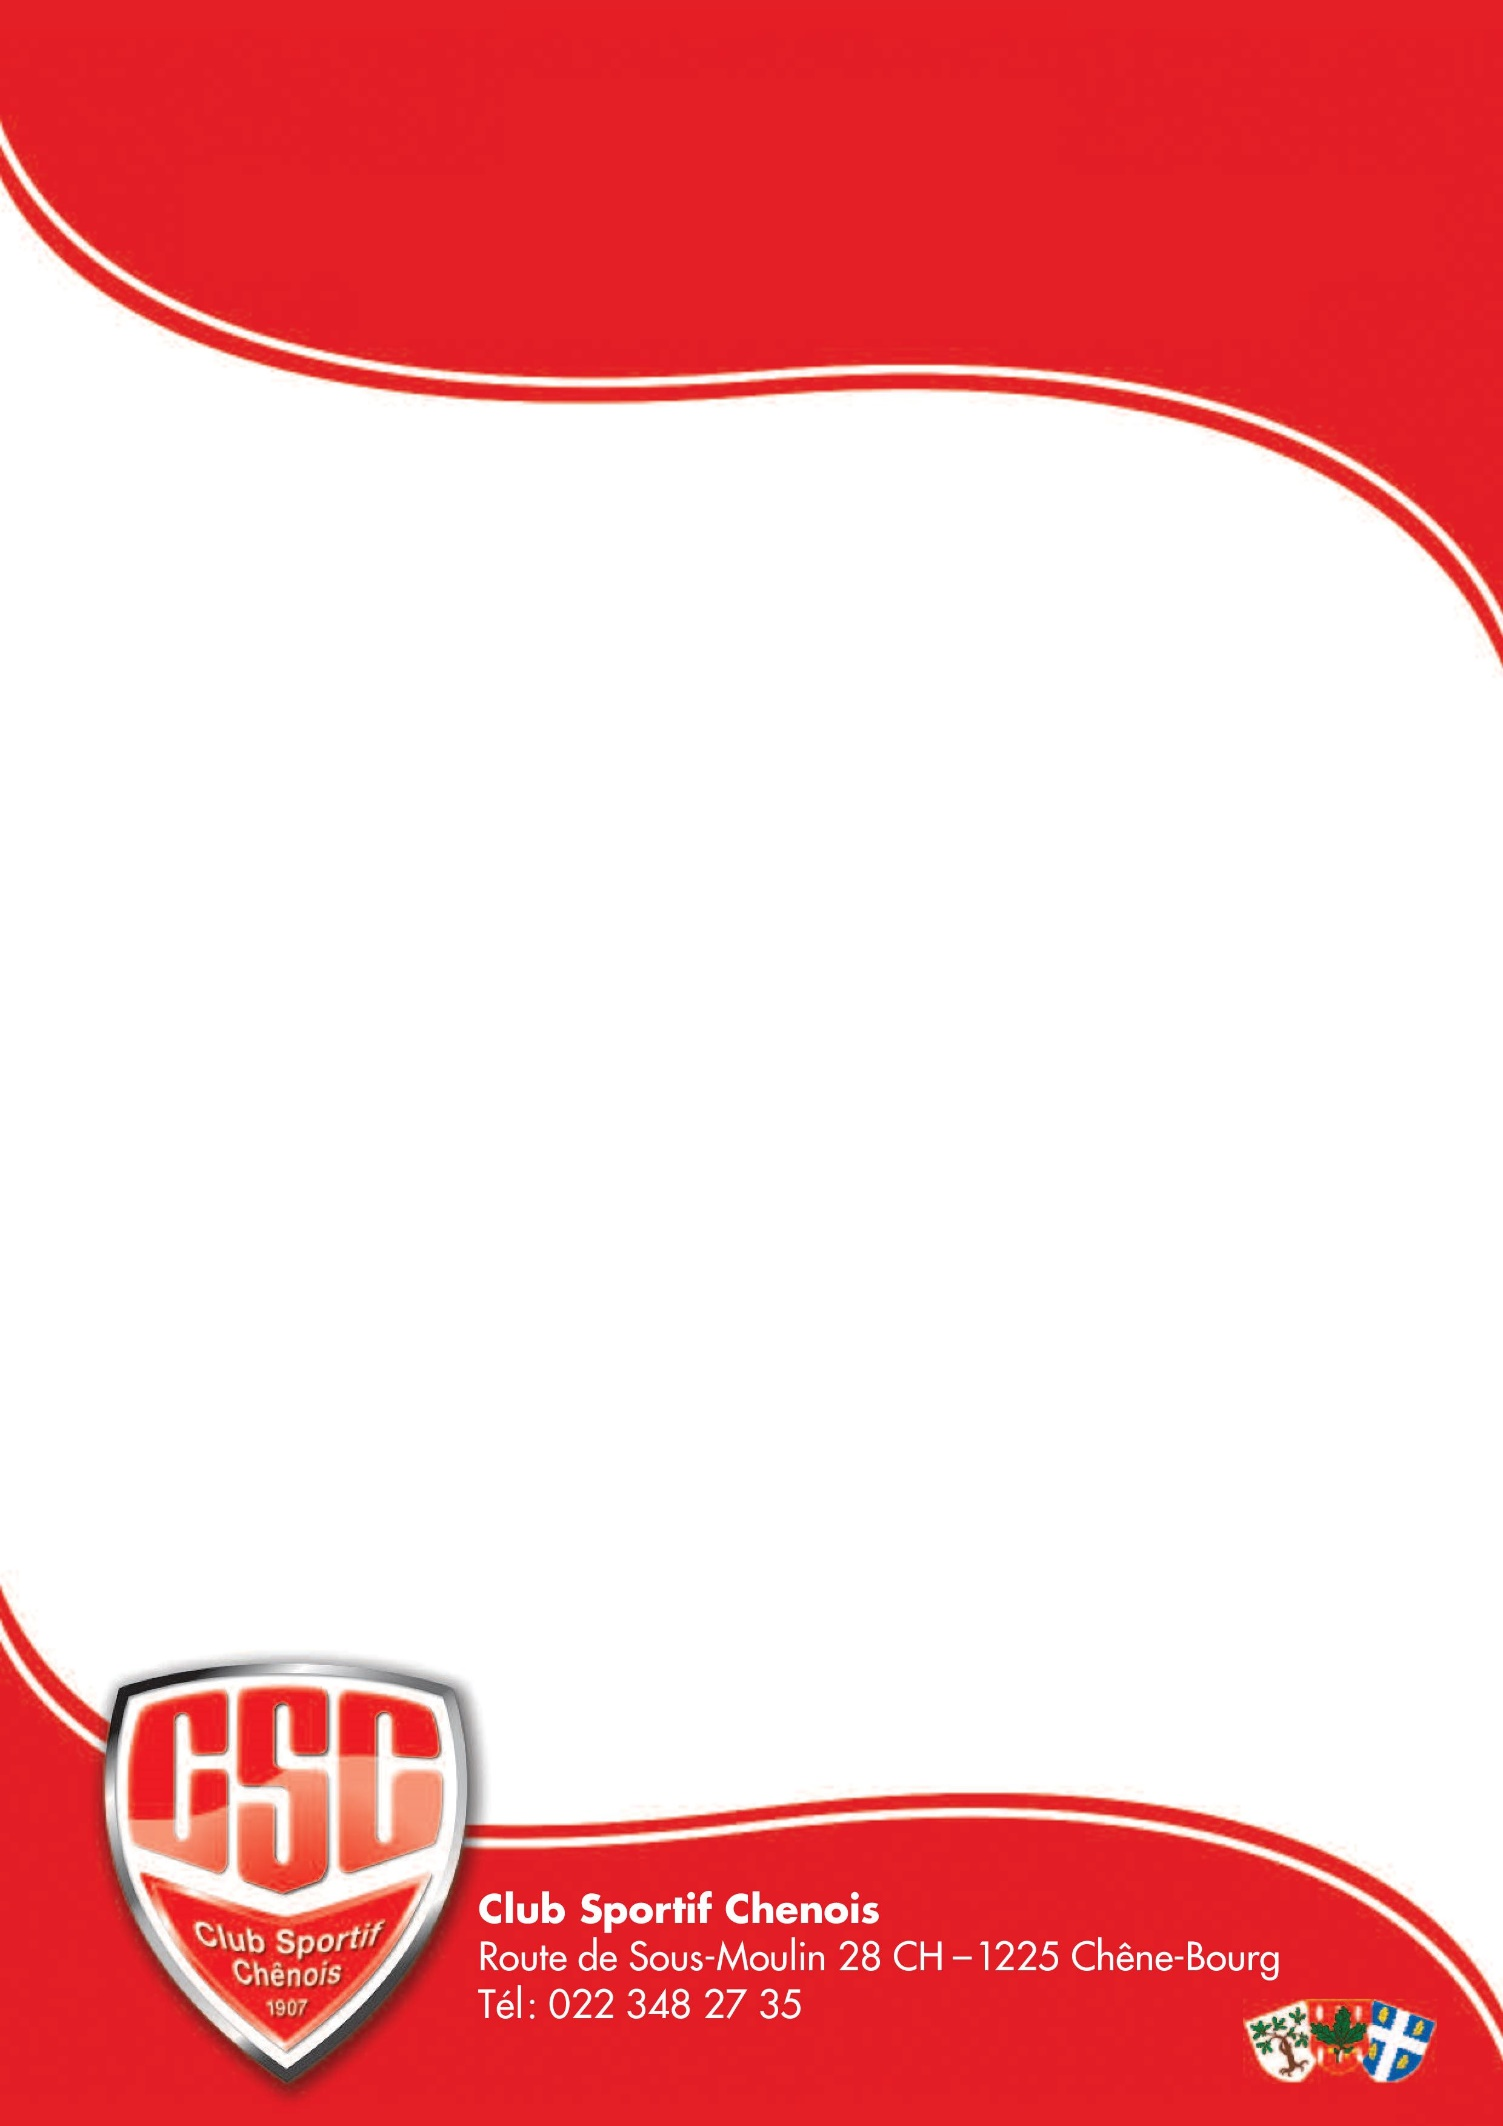 CSC
Club Sportif
Chênois
1907
Club Sportif Chenois
Route de Sous-Moulin 28 CH – 1225 Chêne-Bourg
Tél : 022 348 27 35